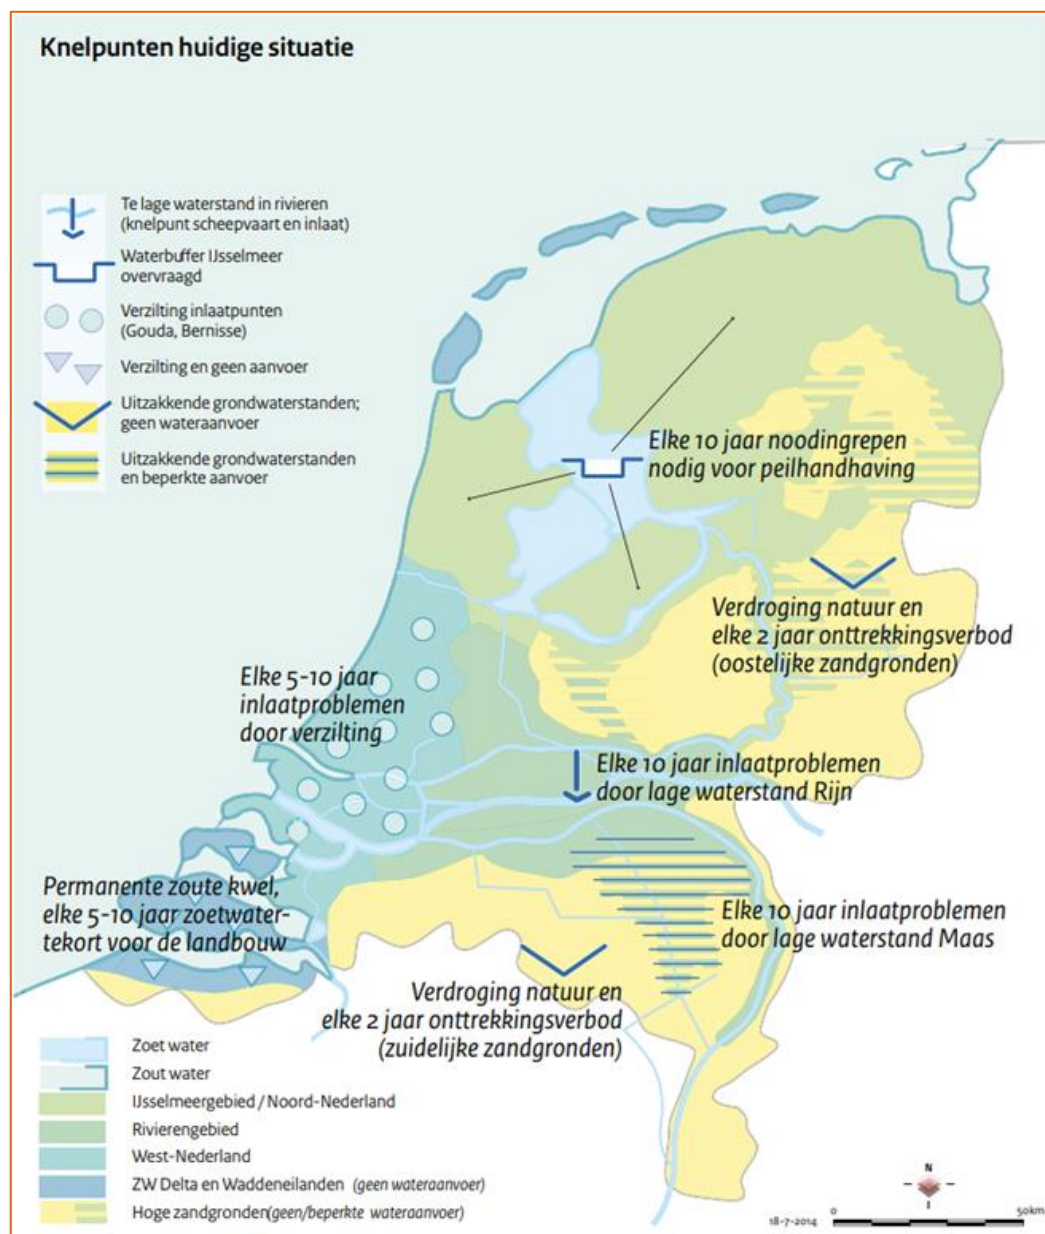 Knelpunten huidige situatie
Te lage waterstand in rivieren
(knelpunt scheepvaart en inlaat)
Waterbuffer IJsselmeer
overvraagd
Verzilting inlaatpunten
(Gouda, Bernisse)
Verzilting en geen aanvoer
Uitzakkende grondwaterstanden;
geen wateraanvoer
Uitzakkende grondwaterstanden
en beperkte aanvoer
Elke 10 jaar noodingrepen
nodig voor peilhandhaving
Verdroging natuur en
elke 2 jaar onttrekkingsverbod
(oostelijke zandgronden)
Elke 5-10 jaar
inlaatproblemen
door verzilting
Elke 10 jaar inlaatproblemen
door lage waterstand Rijn
Permanente zoute kwel,
elke 5-10 jaar zoetwater-
tekort voor de landbouw
Elke 10 jaar inlaatproblemen
door lage waterstand Maas
Verdroging natuur en
elke 2 jaar onttrekkingsverbod
(zuidelijke zandgronden)
Zoet water
Zout water
IJsselmeergebied / Noord-Nederland
Rivierengebied
West-Nederland
ZW Delta en Waddeneilanden (geen wateraanvoer)
Hoge zandgronden(geen/beperkte wateraanvoer)
N
18-7-2014
0 50km